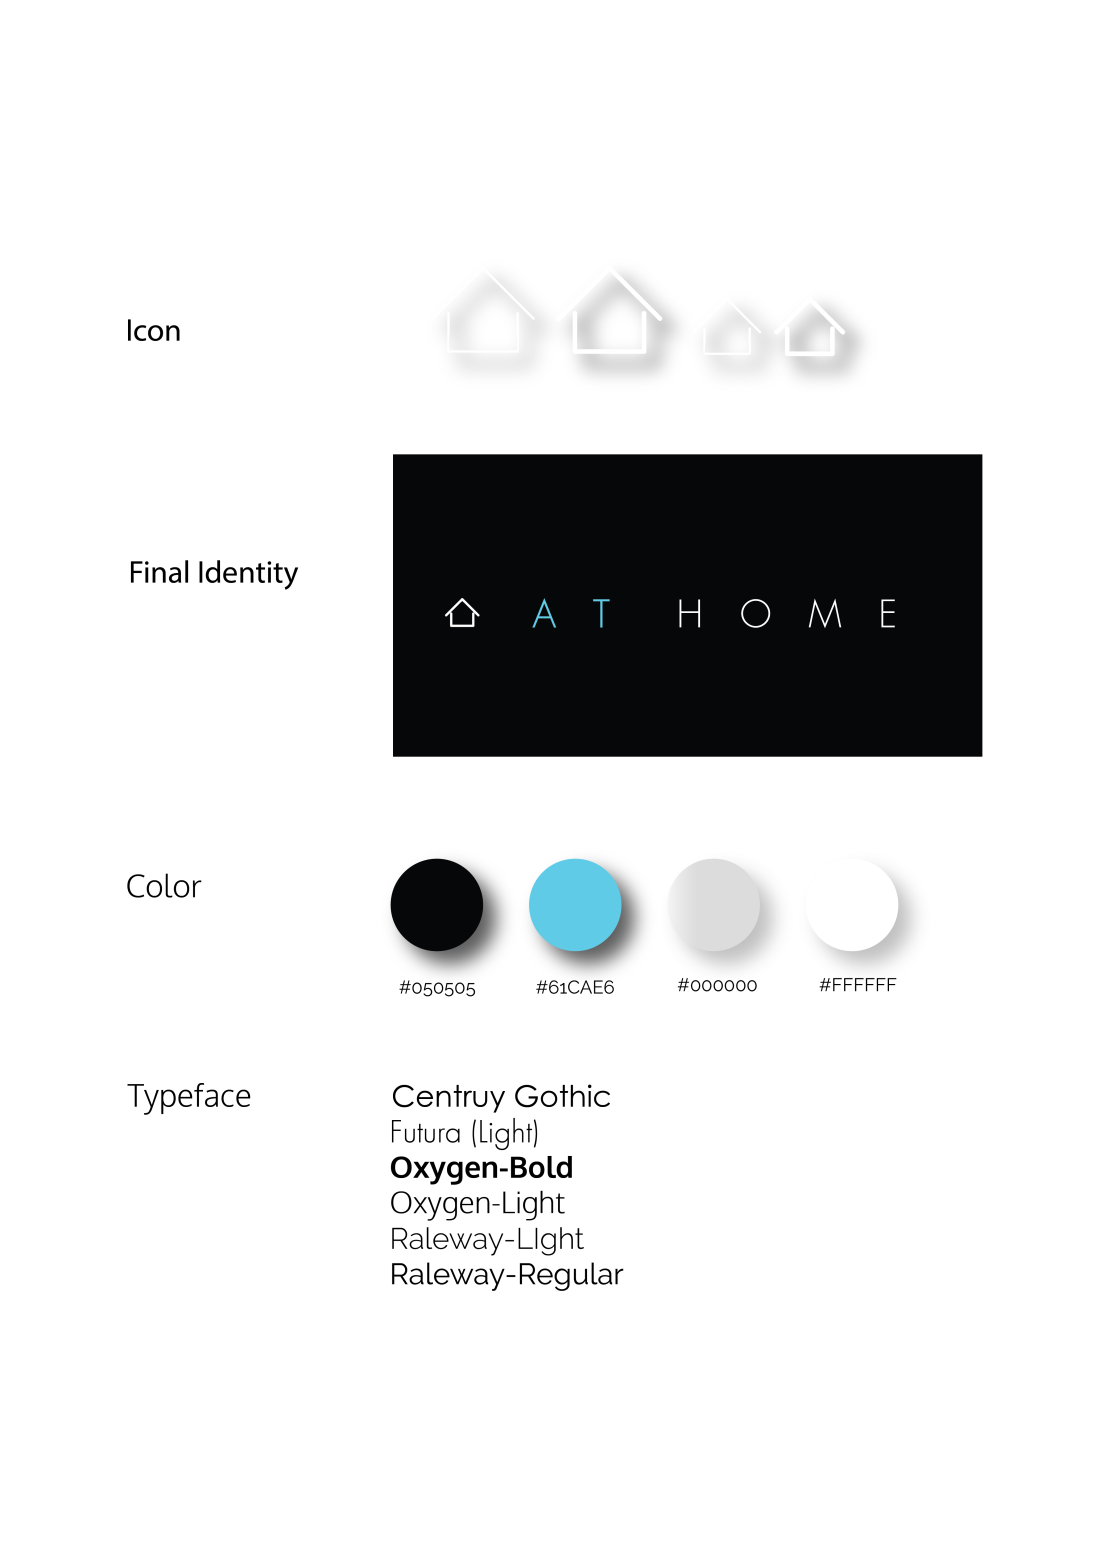 Icon
Final Identity
A T H O M E
Color
#050505 #61CAE6 #000000 #FFFFFF
Typeface
Centruy Gothic
Futura (Light)
Oxygen-Bold
Oxygen-Light
Raleway-LIght
Raleway-Regular